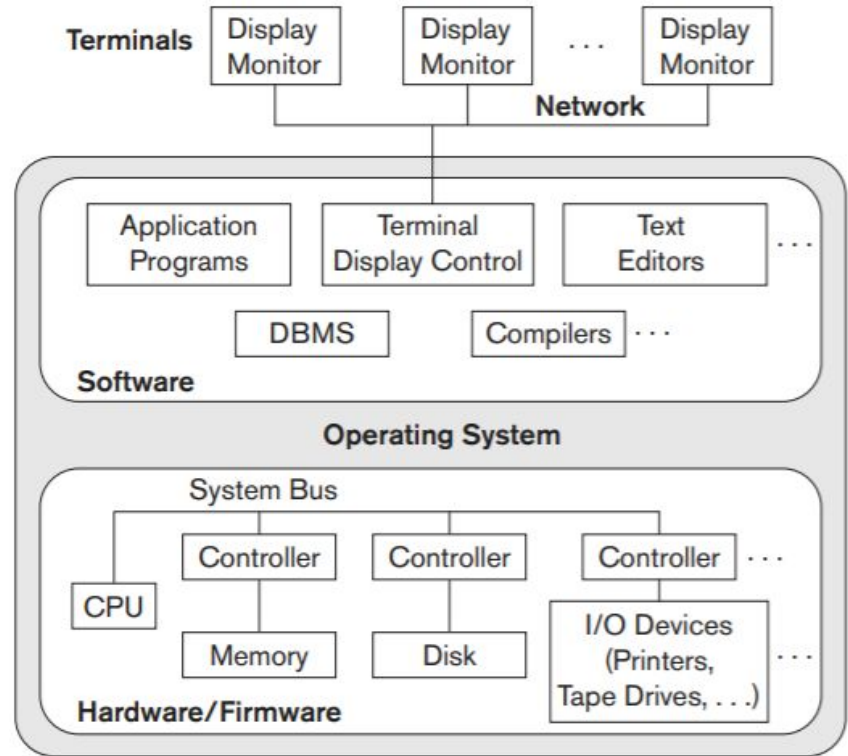 Terminals
Display
Monitor
Display
Monitor
. . .
Display
Monitor
Network
Application
Programs
Terminal
Display Control
Text
Editors
. . .
DBMS
Compilers
. . .
Software
Operating System
System Bus
Controller
Controller
Controller
. . .
CPU
Memory
Disk
I/O Devices
(Printers,
Tape Drives, . . .)
. . .
Hardware/Firmware